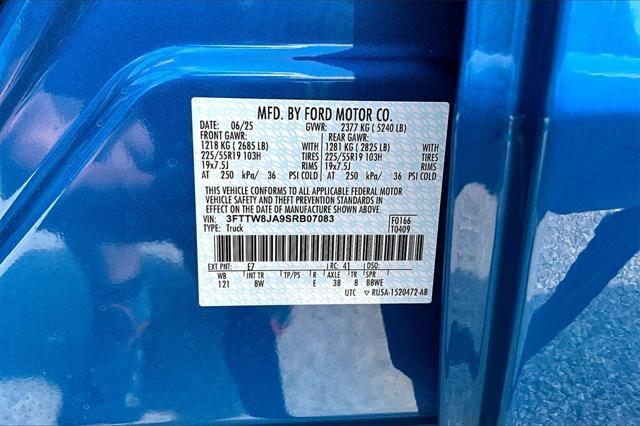 MFD. BY FORD MOTOR CO.
DATE: 06/25 GVWR: 2377 KG ( 5240 LB)
FRONT GAWR: REAR GAWR:
1218 KG ( 2685 LB) WITH 1281 KG ( 2825 LB) WITH
225/55R19 103H TIRES 225/55R19 103H TIRES
19x7.5J RIMS 19x7.5J RIMS
AT 250 kPa/ 36 PSI COLD AT 250 kPa/ 36 PSI COLD
THIS VEHICLE CONFORMS TO ALL APPLICABLE FEDERAL MOTOR
VEHICLE SAFETY AND THEFT PREVENTION STANDARDS IN
EFFECT ON THE DATE OF MANUFACTURE SHOWN ABOVE.
VIN: 3FTTW8JA9SRB07083 F0166
TYPE: Truck T0409
EXT PNT: E7 RC: 41 DSO:
WB INT TR TP/PS R AXLE TR SPR
121 BW E 38 8 BBWE
UTC ▽ RU5A-1520472-AB